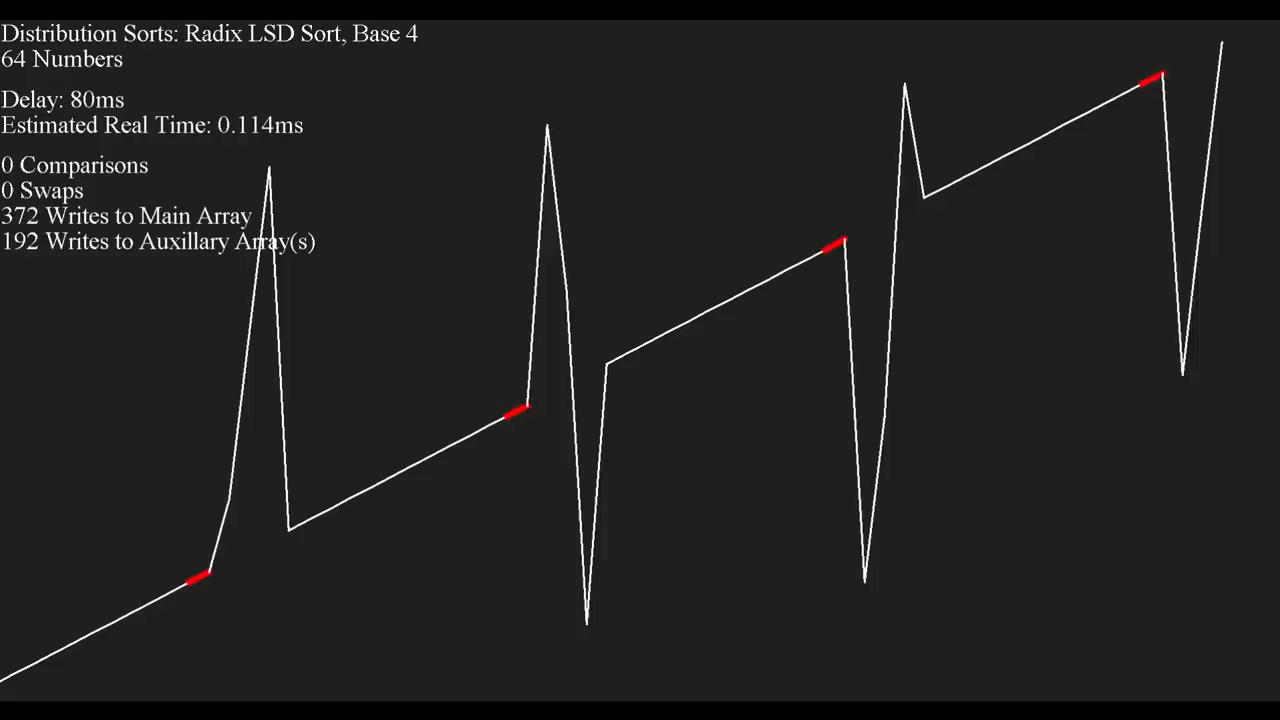 Distribution Sorts: Radix LSD Sort, Base 4
64 Numbers
Delay: 80ms
Estimated Real Time: 0.114ms
0 Comparisons
0 Swaps
372 Writes to Main Array
192 Writes to Auxillary Array(s)